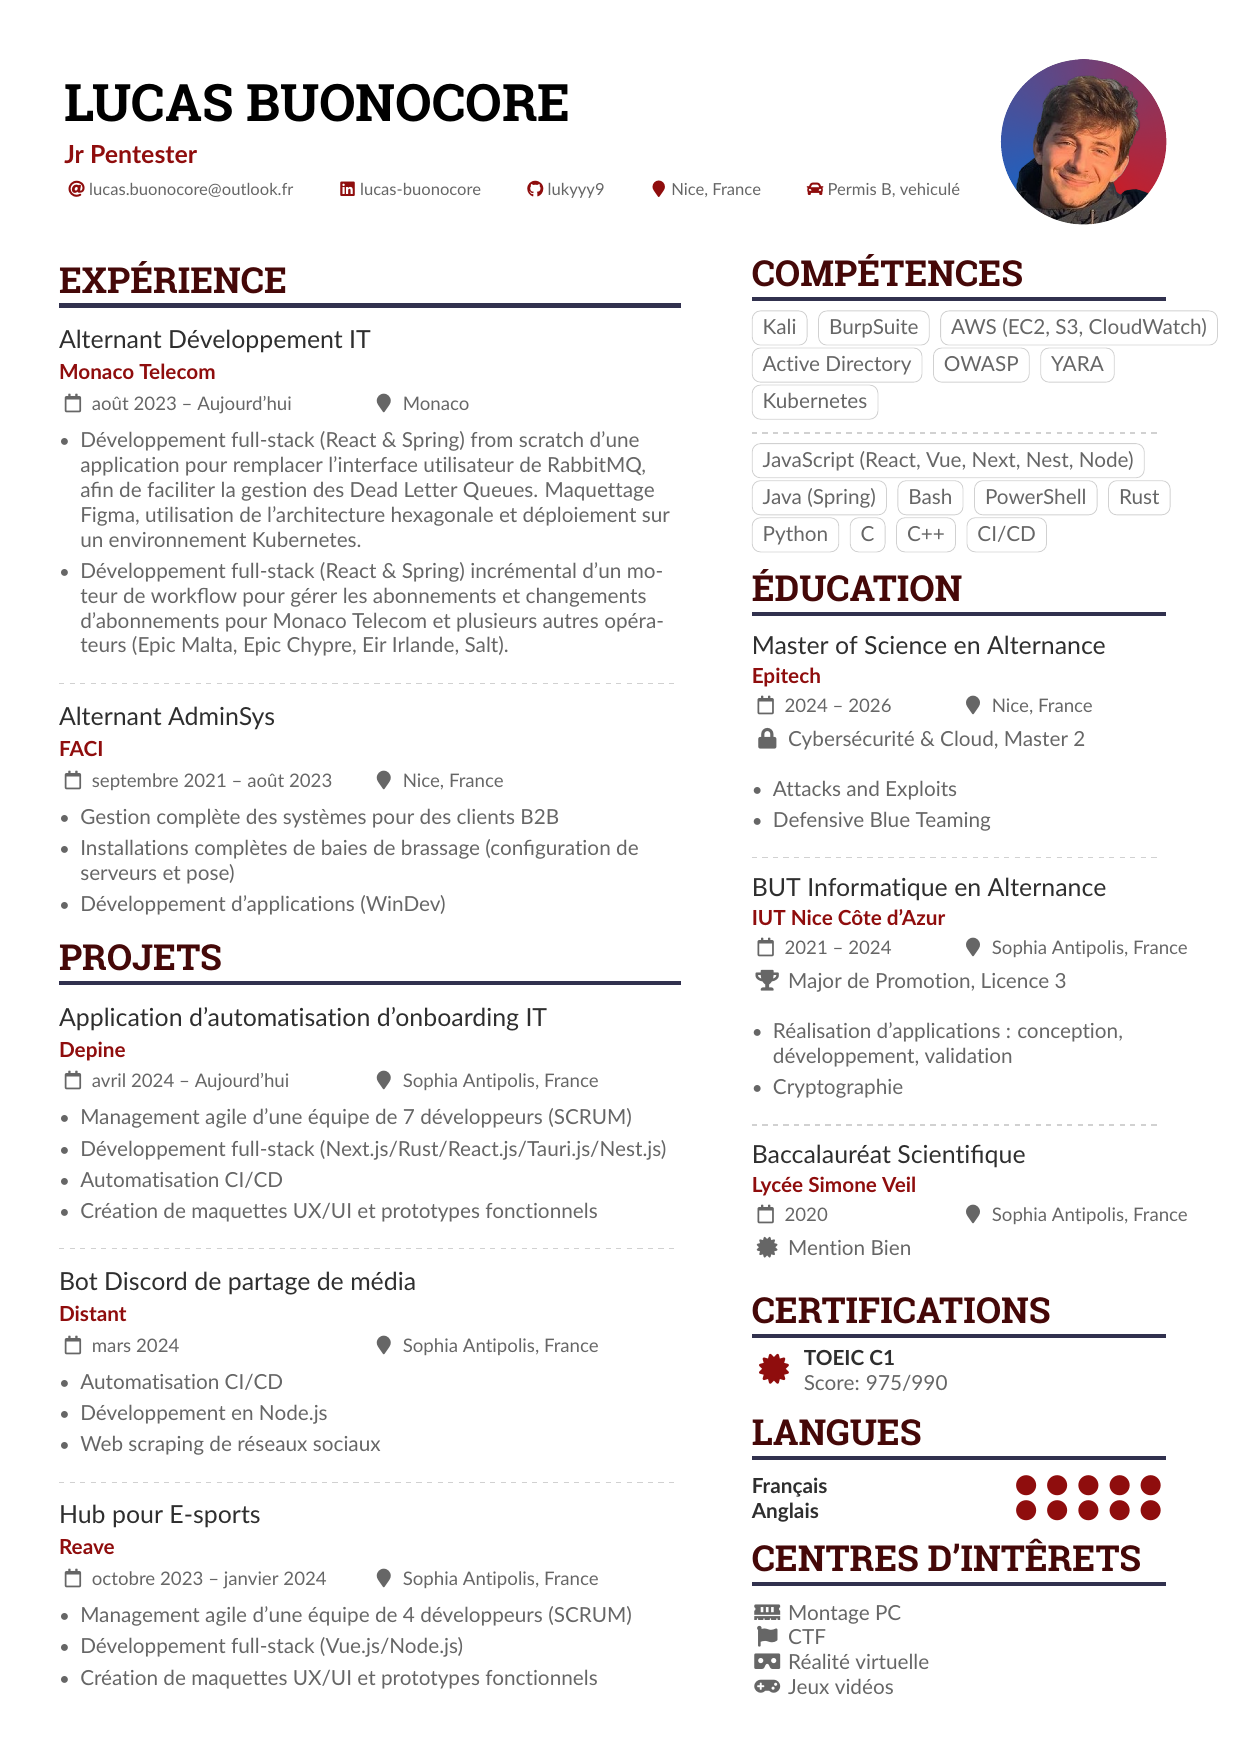 LUCAS BUONOCORE
Jr Pentester
lucas.buonocore@outlook.fr lucas-buonocore lukyyy9 Nice, France Permis B, vehiculé
EXPÉRIENCE
Alternant Développement IT
Monaco Telecom
août 2023 – Aujourd’hui Monaco
• Développement full-stack (React & Spring) from scratch d’une
application pour remplacer l’interface utilisateur de RabbitMQ,
afin de faciliter la gestion des Dead Letter Queues. Maquettage
Figma, utilisation de l’architecture hexagonale et déploiement sur
un environnement Kubernetes.
• Développement full-stack (React & Spring) incrémental d’un mo-
teur de workflow pour gérer les abonnements et changements
d’abonnements pour Monaco Telecom et plusieurs autres opéra-
teurs (Epic Malta, Epic Chypre, Eir Irlande, Salt).
Alternant AdminSys
FACI
septembre 2021 – août 2023 Nice, France
• Gestion complète des systèmes pour des clients B2B
• Installations complètes de baies de brassage (configuration de
serveurs et pose)
• Développement d’applications (WinDev)
PROJETS
Application d’automatisation d’onboarding IT
Depine
avril 2024 – Aujourd’hui Sophia Antipolis, France
• Management agile d’une équipe de 7 développeurs (SCRUM)
• Développement full-stack (Next.js/Rust/React.js/Tauri.js/Nest.js)
• Automatisation CI/CD
• Création de maquettes UX/UI et prototypes fonctionnels
Bot Discord de partage de média
Distant
mars 2024 Sophia Antipolis, France
• Automatisation CI/CD
• Développement en Node.js
• Web scraping de réseaux sociaux
Hub pour E-sports
Reave
octobre 2023 – janvier 2024 Sophia Antipolis, France
• Management agile d’une équipe de 4 développeurs (SCRUM)
• Développement full-stack (Vue.js/Node.js)
• Création de maquettes UX/UI et prototypes fonctionnels
COMPÉTENCES
Kali BurpSuite AWS (EC2, S3, CloudWatch)
Active Directory OWASP YARA
Kubernetes
JavaScript (React, Vue, Next, Nest, Node)
Java (Spring) Bash PowerShell Rust
Python C C++ CI/CD
ÉDUCATION
Master of Science en Alternance
Epitech
2024 – 2026 Nice, France
Cybersécurité & Cloud, Master 2
• Attacks and Exploits
• Defensive Blue Teaming
BUT Informatique en Alternance
IUT Nice Côte d’Azur
2021 – 2024 Sophia Antipolis, France
Major de Promotion, Licence 3
• Réalisation d’applications : conception,
développement, validation
• Cryptographie
Baccalauréat Scientifique
Lycée Simone Veil
2020 Sophia Antipolis, France
Mention Bien
CERTIFICATIONS
TOEIC C1
Score: 975/990
LANGUES
Français
Anglais
CENTRES D’INTÊRETS
Montage PC
CTF
Réalité virtuelle
Jeux vidéos